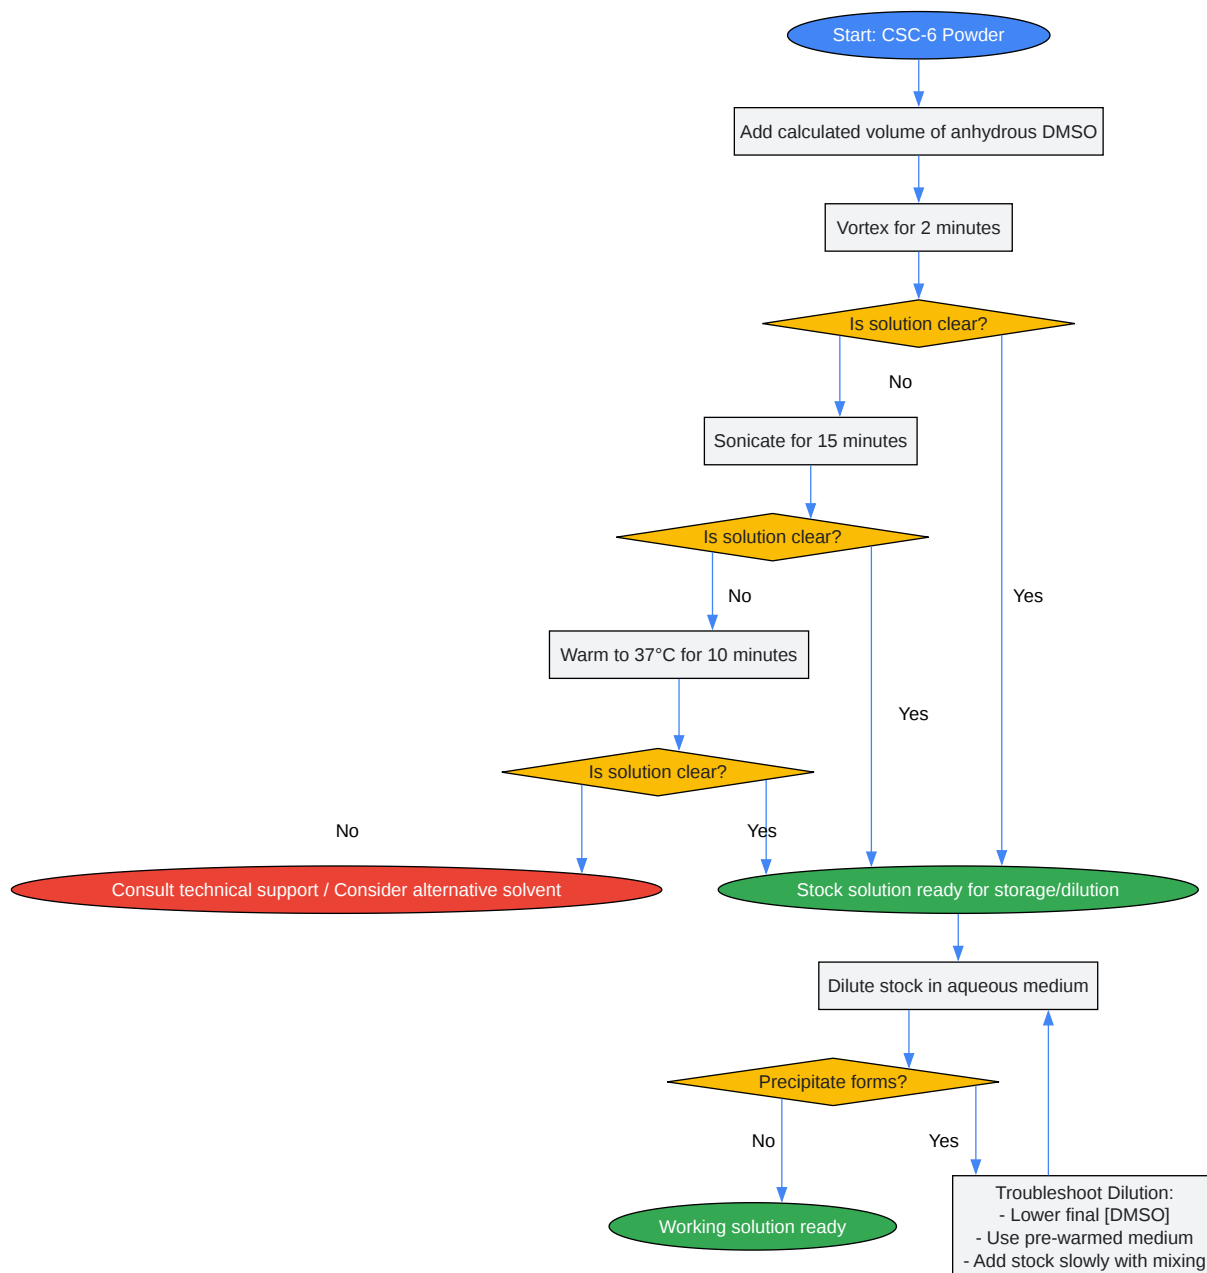 Start: CSC-6 Powder
Add calculated volume of anhydrous DMSO
Vortex for 2 minutes
Is solution clear?
No
Sonicate for 15 minutes
Is solution clear?
No
Yes
Warm to 37°C for 10 minutes
Yes
Is solution clear?
No
Yes
Consult technical support / Consider alternative solvent
Stock solution ready for storage/dilution
Dilute stock in aqueous medium
Precipitate forms?
No
Yes
Troubleshoot Dilution:
- Lower final [DMSO]
- Use pre-warmed medium
- Add stock slowly with mixing
Working solution ready